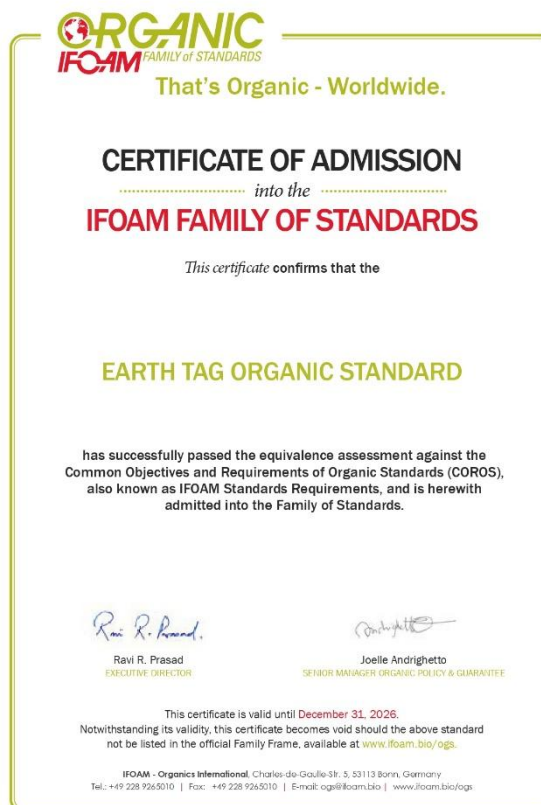 ORGANIC
IFOAM FAMILY of STANDARDS
That's Organic - Worldwide.
CERTIFICATE OF ADMISSION
into the
IFOAM FAMILY OF STANDARDS
This certificate confirms that the
EARTH TAG ORGANIC STANDARD
has successfully passed the equivalence assessment against the
Common Objectives and Requirements of Organic Standards (COROS),
also known as IFOAM Standards Requirements, and is herewith
admitted into the Family of Standards.
Ravi R. Prasad.
Andrighetto
Ravi R. Prasad
EXECUTIVE DIRECTOR
Joelle Andrighetto
SENIOR MANAGER ORGANIC POLICY & GUARANTEE
This certificate is valid until December 31, 2026.
Notwithstanding its validity, this certificate becomes void should the above standard
not be listed in the official Family Frame, available at www.ifoam.bio/ogs.
IFOAM - Organics International, Charles-de-Gaulle-Str. 5, 53113 Bonn, Germany
Tel.: +49 228 9265010 | Fax: +49 228 9265010 | E-mail: ogs@ifoam.bio | www.ifoam.bio/ogs